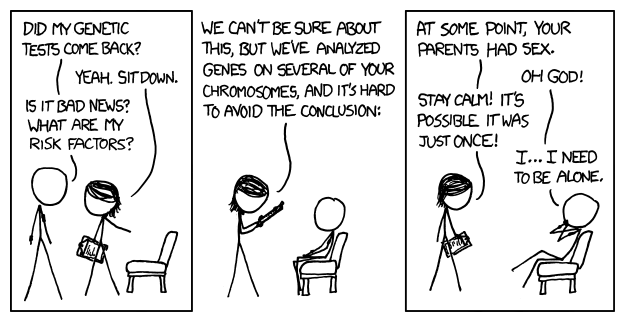 DID MY GENETIC
TESTS COME BACK?
YEAH. SIT DOWN.
IS IT BAD NEWS?
WHAT ARE MY
RISK FACTORS?
WE CAN'T BE SURE ABOUT
THIS, BUT WE'VE ANALYZED
GENES ON SEVERAL OF YOUR
CHROMOSOMES, AND IT'S HARD
TO AVOID THE CONCLUSION:
AT SOME POINT, YOUR
PARENTS HAD SEX.
OH GOD!
STAY CALM! IT'S
POSSIBLE IT WAS
JUST ONCE!
I... I NEED
TO BE ALONE.